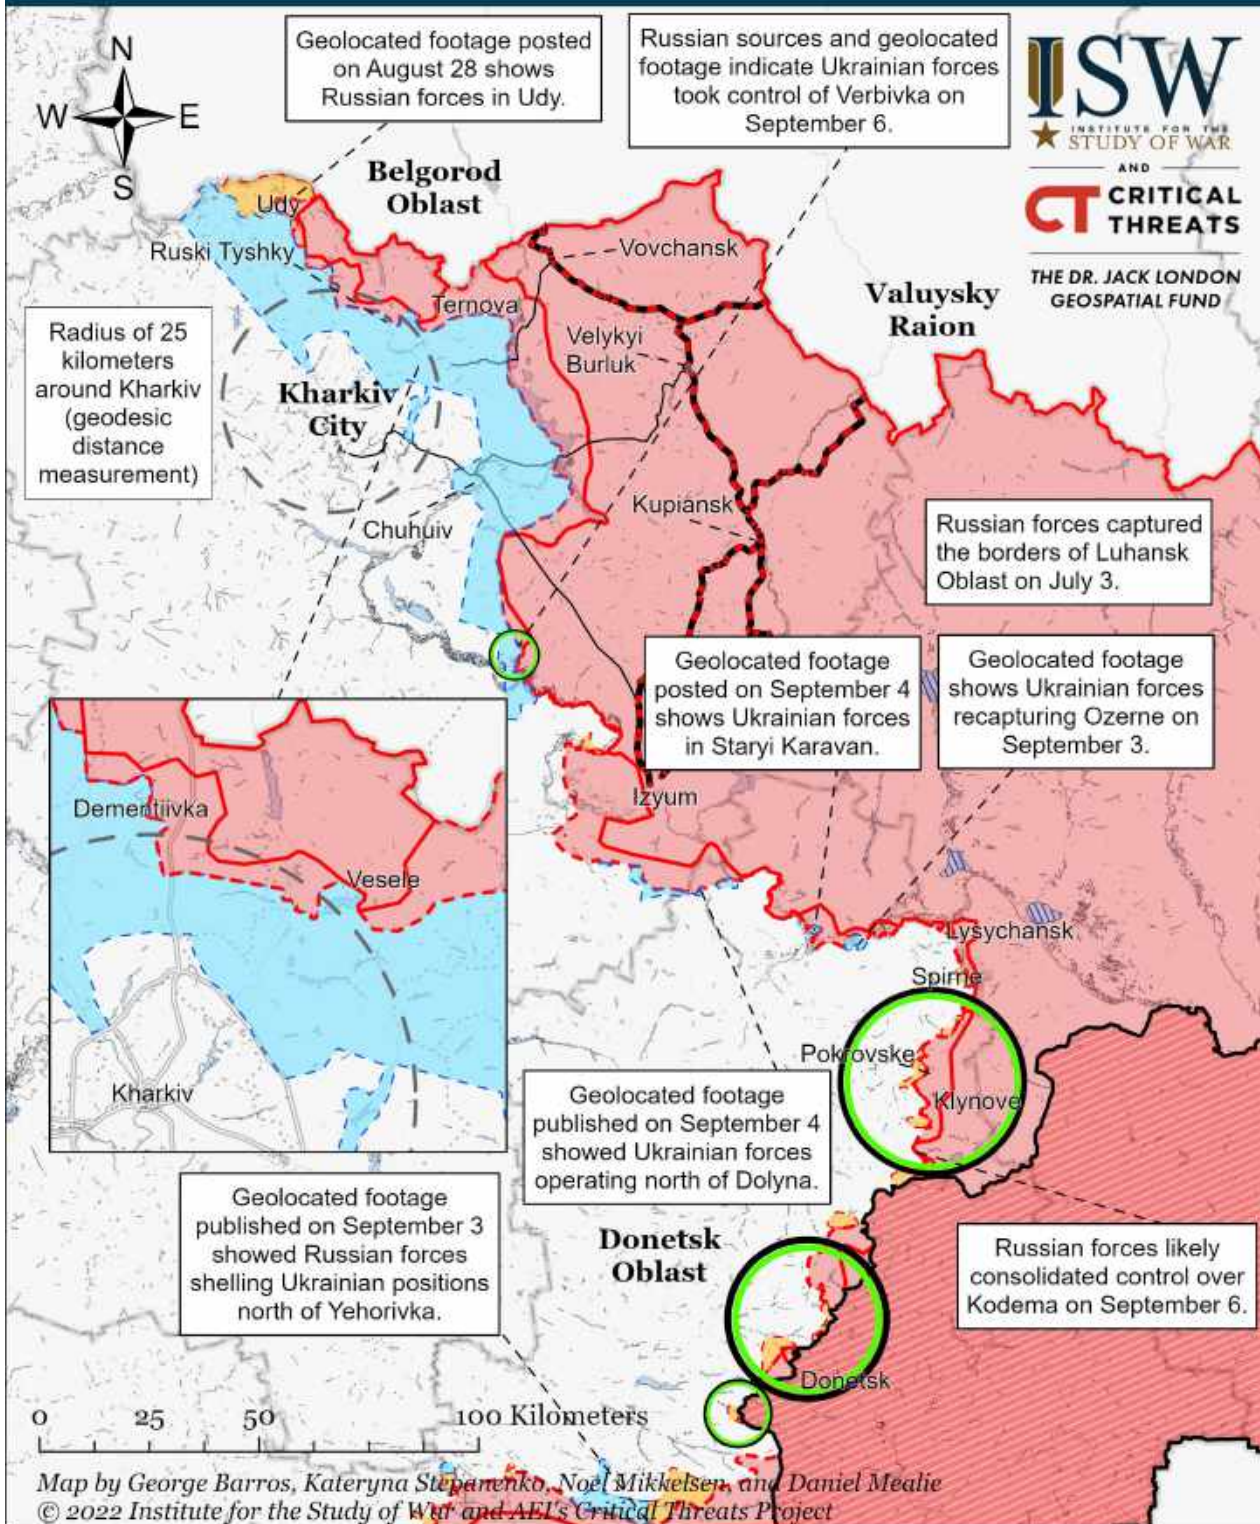 N
W E
S
Geolocated footage posted
on August 28 shows
Russian forces in Udy.
Russian sources and geolocated
footage indicate Ukrainian forces
took control of Verbivka on
September 6.
ISW
INSTITUTE FOR THE
STUDY OF WAR
AND
CT CRITICAL
THREATS
THE DR. JACK LONDON
GEOSPATIAL FUND
Belgorod
Oblast
Udy
Ruski Tyshky
Vovchansk
Ternova
Valuysky
Raion
Velykyi
Burluk
Radius of 25
kilometers
around Kharkiv
(geodesic
distance
measurement)
Kharkiv
City
Kupiansk
Chuhuiv
Russian forces captured
the borders of Luhansk
Oblast on July 3.
Geolocated footage
posted on September 4
shows Ukrainian forces
in Staryi Karavan.
Geolocated footage
shows Ukrainian forces
recapturing Ozerne on
September 3.
Izyum
Dementiivka
Vesele
Kharkiv
Lysychansk
Spirne
Pokrovske
Klynove
Geolocated footage
published on September 4
showed Ukrainian forces
operating north of Dolyna.
Geolocated footage
published on September 3
showed Russian forces
shelling Ukrainian positions
north of Yehorivka.
Donetsk
Oblast
Russian forces likely
consolidated control over
Kodema on September 6.
Donetsk
0 25 50 100 Kilometers
Map by George Barros, Kateryna Stepanenko, Noel Mikkelsen, and Daniel Mealie
© 2022 Institute for the Study of War and AEI's Critical Threats Project